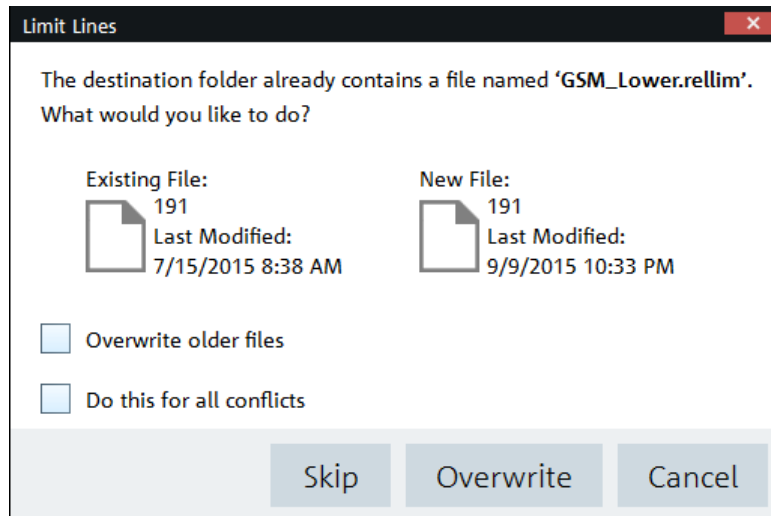 Limit Lines
The destination folder already contains a file named ‘GSM_Lower.rellim’.
What would you like to do?
Existing File:
191
Last Modified:
7/15/2015 8:38 AM
New File:
191
Last Modified:
9/9/2015 10:33 PM
Overwrite older files
Do this for all conflicts
Skip
Overwrite
Cancel